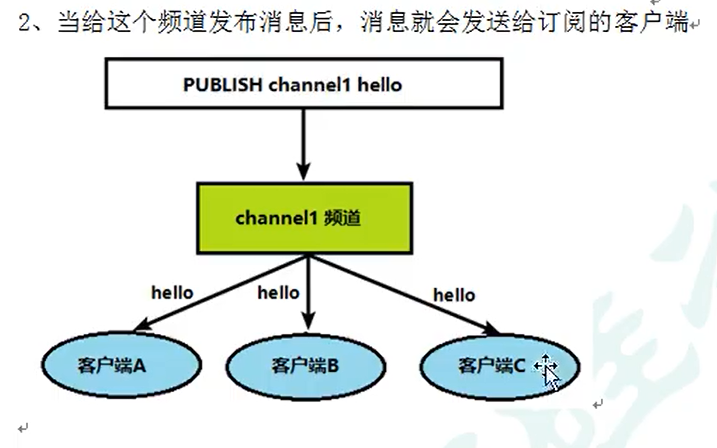 2、当给这个频道发布消息后，消息就会发送给订阅的客户端
PUBLISH channel1 hello
channel1 频道
hello hello hello
客户端A 客户端B 客户端C